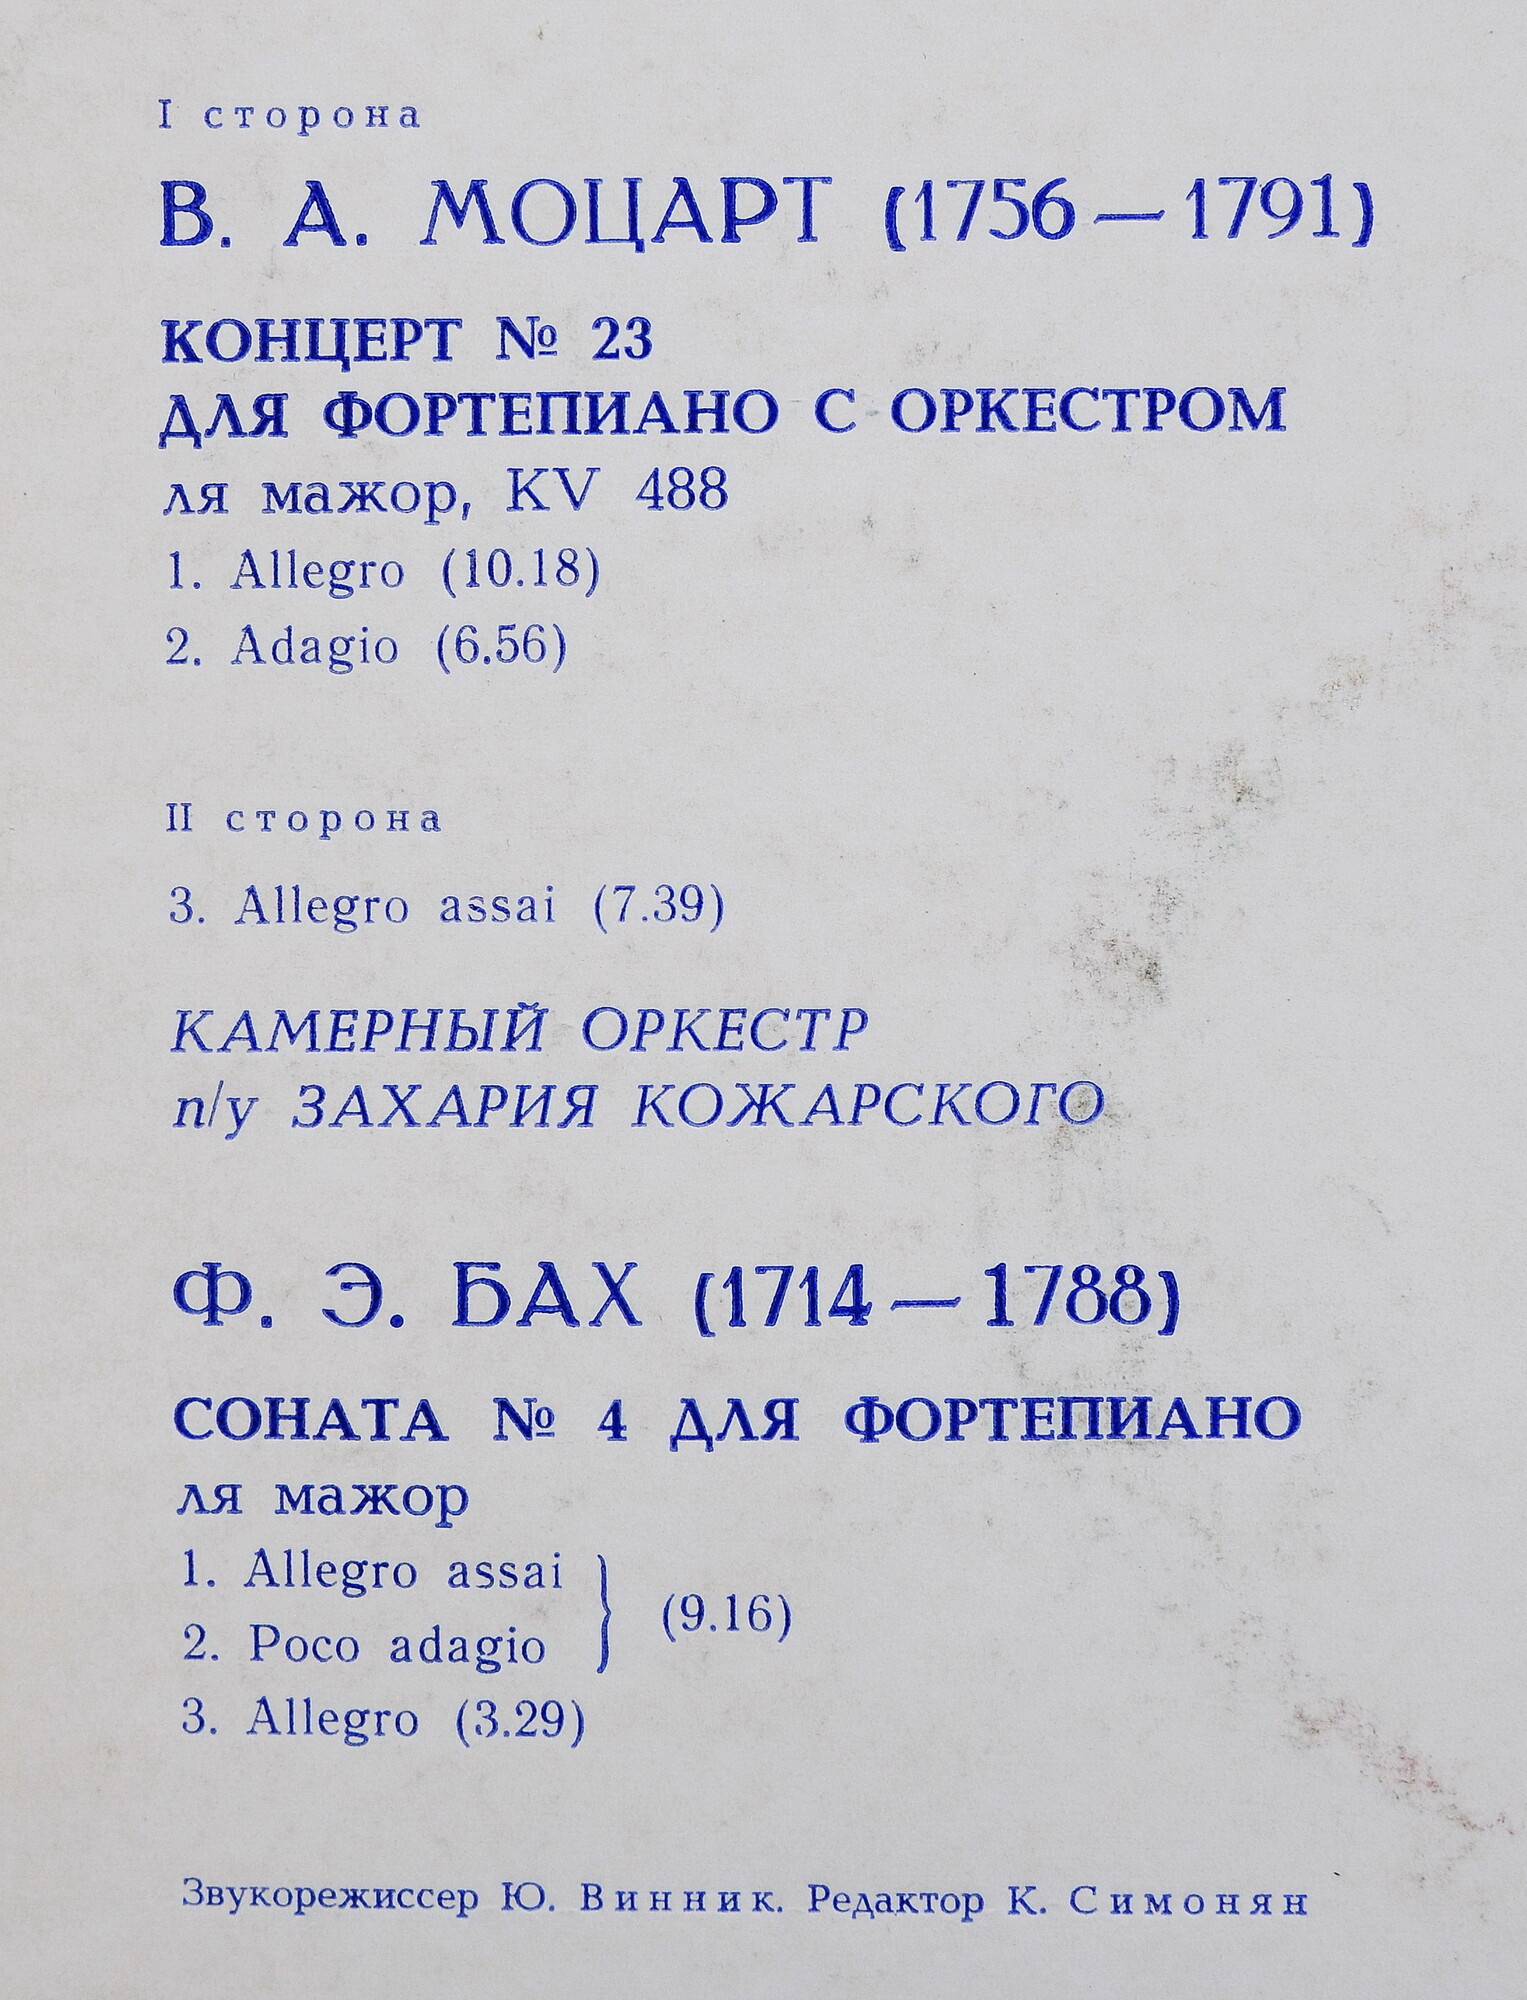 I сторона
В. А. МОЦАРТ (1756—1791)
КОНЦЕРТ № 23
ДЛЯ ФОРТЕПИАНО С ОРКЕСТРОМ
ля мажор, KV 488
1. Allegro (10.18)
2. Adagio (6.56)
II сторона
3. Allegro assai (7.39)
КАМЕРНЫЙ ОРКЕСТР
п/у ЗАХАРИЯ КОЖАРСКОГО
Ф. Э. БАХ (1714—1788)
СОНАТА № 4 ДЛЯ ФОРТЕПИАНО
ля мажор
1. Allegro assai
2. Poco adagio
(9.16)
3. Allegro (3.29)
Звукорежиссер Ю. Винник. Редактор К. Симонян